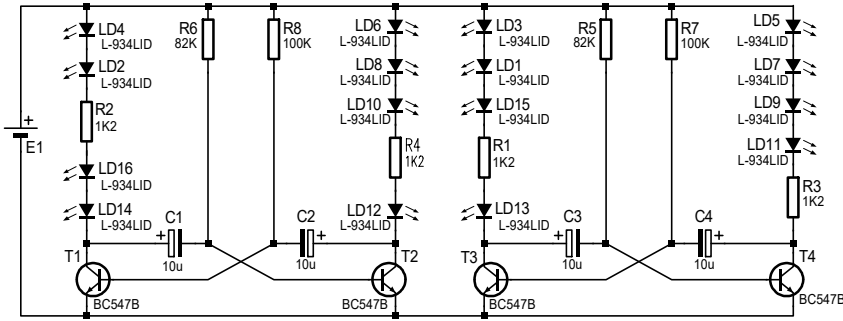 LD4
L-934LID
LD2
L-934LID
R2
1K2
LD16
L-934LID
LD14
L-934LID
R6
82K
R8
100K
LD6
L-934LID
LD8
L-934LID
LD10
L-934LID
R4
1K2
LD12
L-934LID
LD3
L-934LID
LD1
L-934LID
LD15
L-934LID
R1
1K2
LD13
L-934LID
R5
82K
R7
100K
LD5
L-934LID
LD7
L-934LID
LD9
L-934LID
LD11
L-934LID
R3
1K2
+
E1
C1
+
10u
C2
+
10u
C3
+
10u
C4
+
10u
T1
BC547B
T2
BC547B
T3
BC547B
T4
BC547B